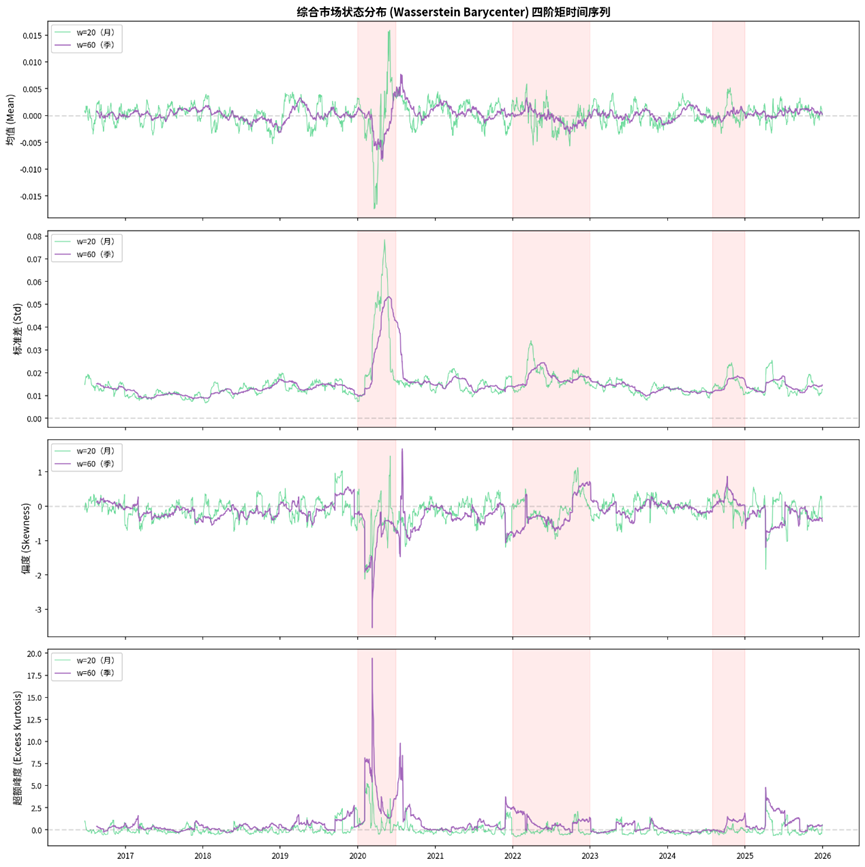 综合市场状态分布 (Wasserstein Barycenter) 四阶矩时间序列
w=20（月）
w=60（季）
均值 (Mean)
0.015
0.010
0.005
0.000
-0.005
-0.010
-0.015
w=20（月）
w=60（季）
标准差 (Std)
0.08
0.07
0.06
0.05
0.04
0.03
0.02
0.01
0.00
w=20（月）
w=60（季）
偏度 (Skewness)
1
0
-1
-2
-3
w=20（月）
w=60（季）
超额峰度 (Excess Kurtosis)
20.0
17.5
15.0
12.5
10.0
7.5
5.0
2.5
0.0
2017 2018 2019 2020 2021 2022 2023 2024 2025 2026